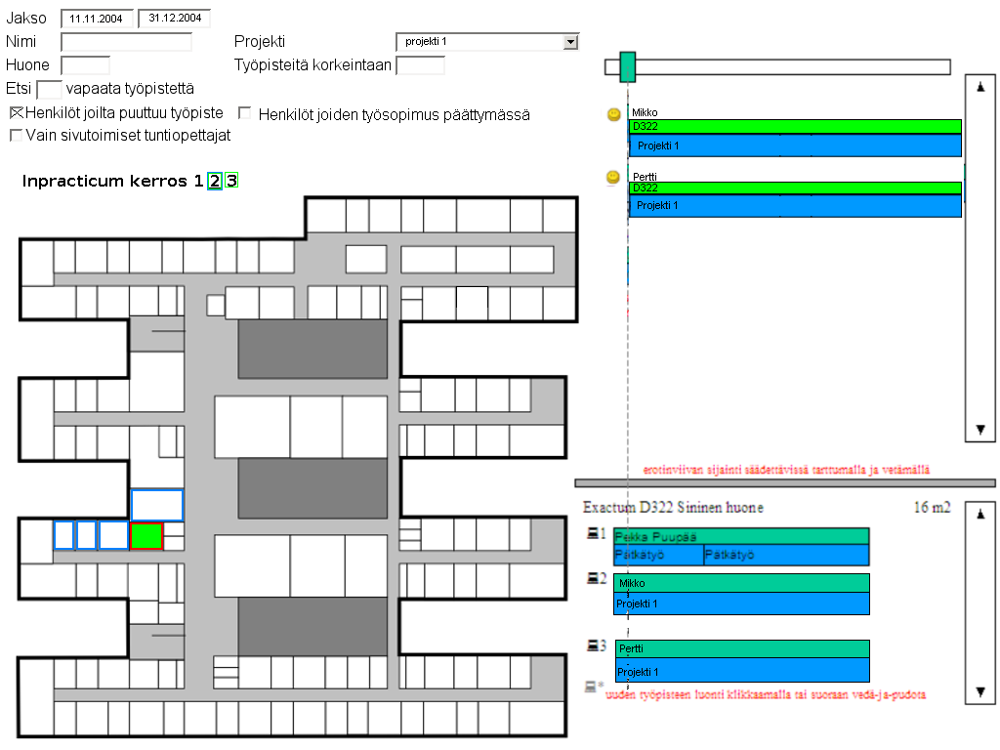 Jakso 11.11.2004 31.12.2004
Nimi Projekti projekti 1
Huone Työpisteitä korkeintaan
Etsi vapaata työpistettä
Henkilöt joilta puuttuu työpiste Henkilöt joiden työsopimus päättymässä
Vain sivutoimiset tuntiopettajat
Inpracticum kerros 1 2 3
Mikko
D322
Projekti 1
Pertti
D322
Projekti 1
erotinviivan sijainti säädettävissä tarttumalla ja vetämällä
Exactum D322 Sininen huone 16 m2
1 Pekka Puupää
Pätkätyö Pätkätyö
2 Mikko
Projekti 1
3 Pertti
Projekti 1
* uuden työpisteen luonti klikkaamalla tai suoraan vedä-ja-pudota